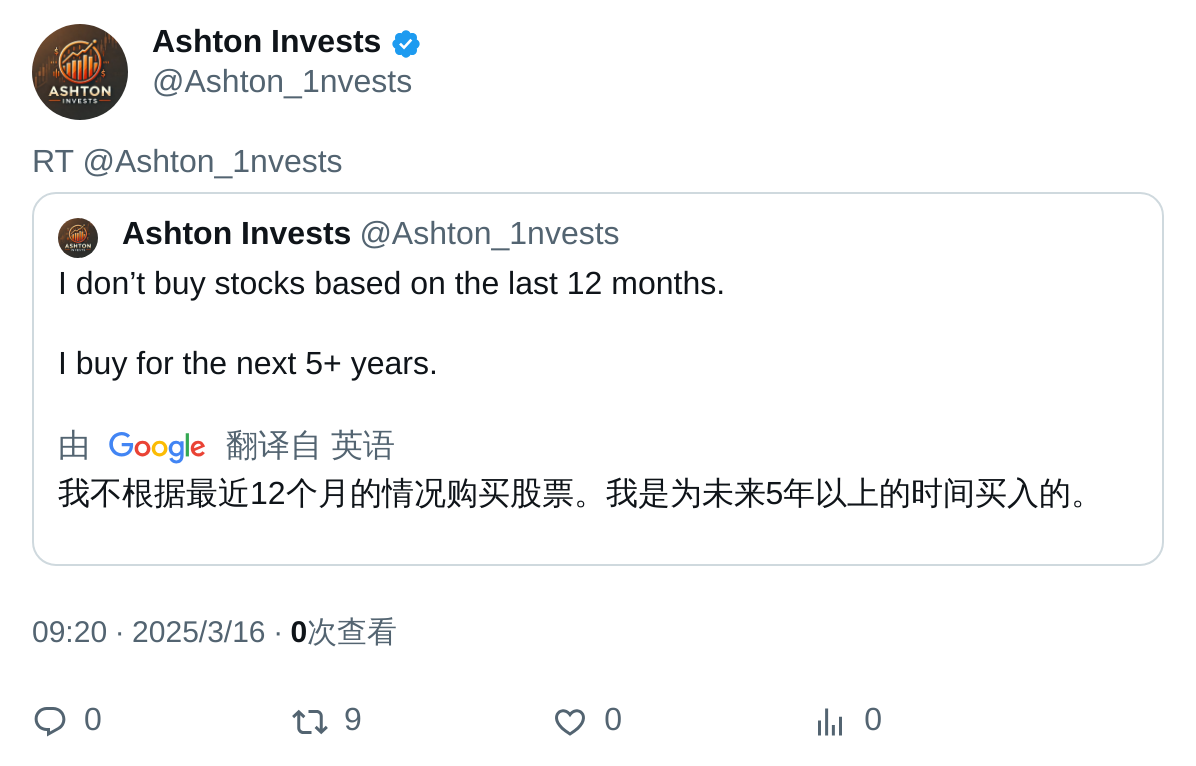 ASHTON
INVESTS
Ashton Invests
@Ashton_1nvests
RT @Ashton_1nvests
ASHTON
INVESTS
Ashton Invests @Ashton_1nvests
I don’t buy stocks based on the last 12 months.
I buy for the next 5+ years.
由 Google 翻译自 英语
我不根据最近12个月的情况购买股票。我是为未来5年以上的时间买入的。
09:20 · 2025/3/16 · 0次查看
0 9 0 0